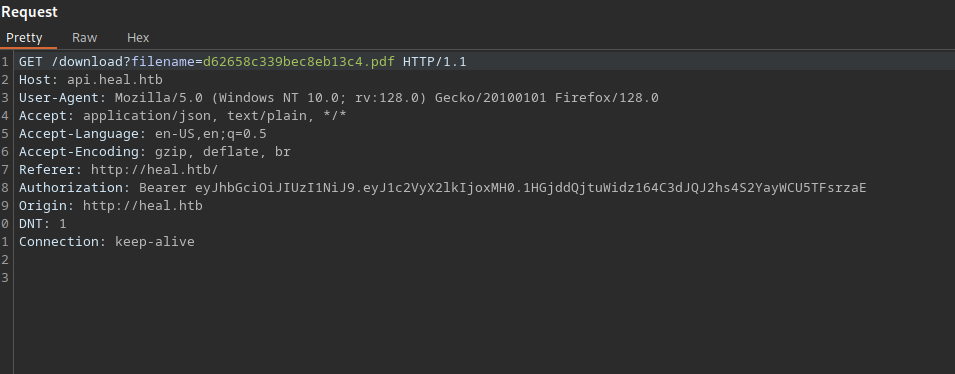 Request
Pretty Raw Hex
1 GET /download?filename=d62658c339bec8eb13c4.pdf HTTP/1.1
2 Host: api.heal.htb
3 User-Agent: Mozilla/5.0 (Windows NT 10.0; rv:128.0) Gecko/20100101 Firefox/128.0
4 Accept: application/json, text/plain, */*
5 Accept-Language: en-US,en;q=0.5
6 Accept-Encoding: gzip, deflate, br
7 Referer: http://heal.htb/
8 Authorization: Bearer eyJhbGciOiJIUzI1NiJ9.eyJ1c2VyX2lkIjoxMH0.1HGjddQjtuWidz164C3dJQJ2hs4S2YayWCU5TFsrzaE
9 Origin: http://heal.htb
0 DNT: 1
1 Connection: keep-alive
2
3